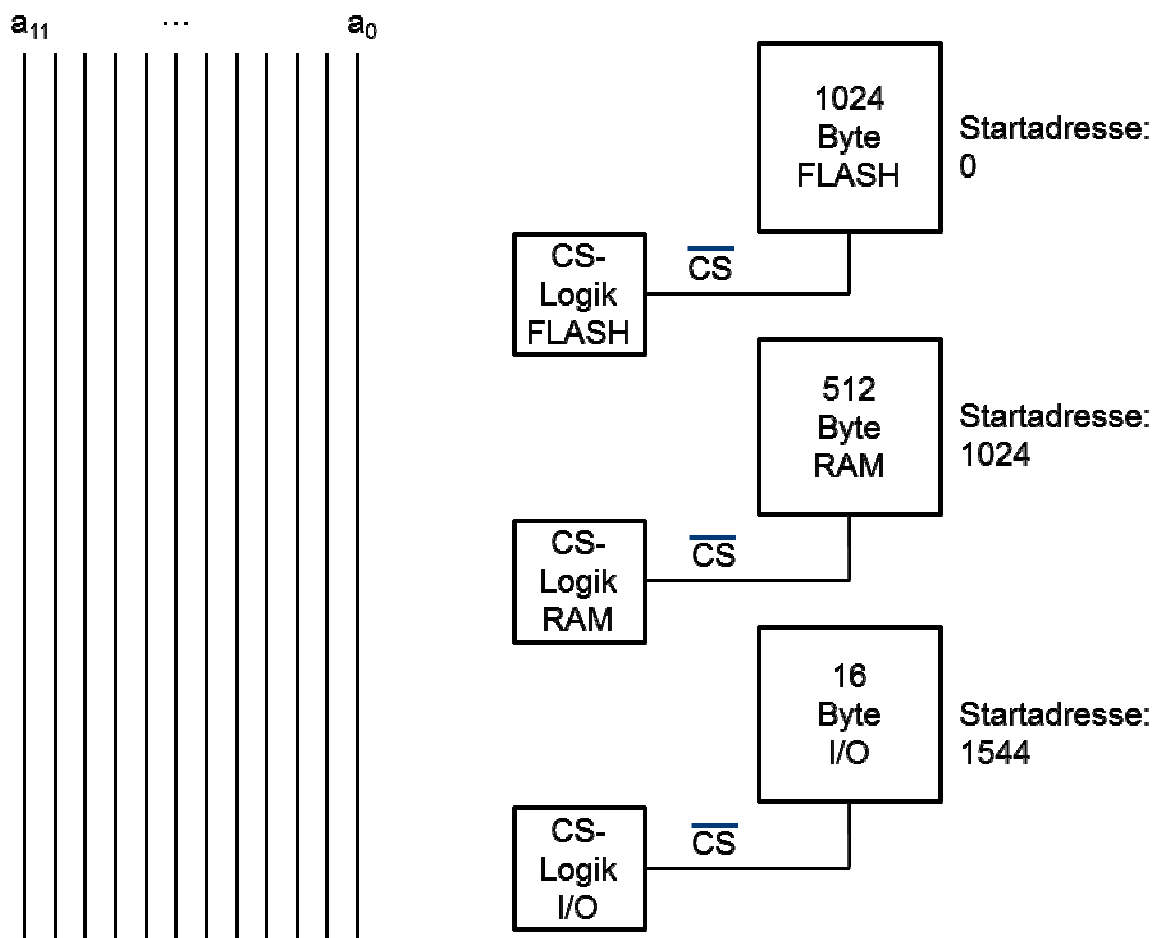 a11 ... a0
1024
Byte
FLASH
Startadresse:
0
CS-
Logik
FLASH
CS
512
Byte
RAM
Startadresse:
1024
CS-
Logik
RAM
CS
16
Byte
I/O
Startadresse:
1544
CS-
Logik
I/O
CS